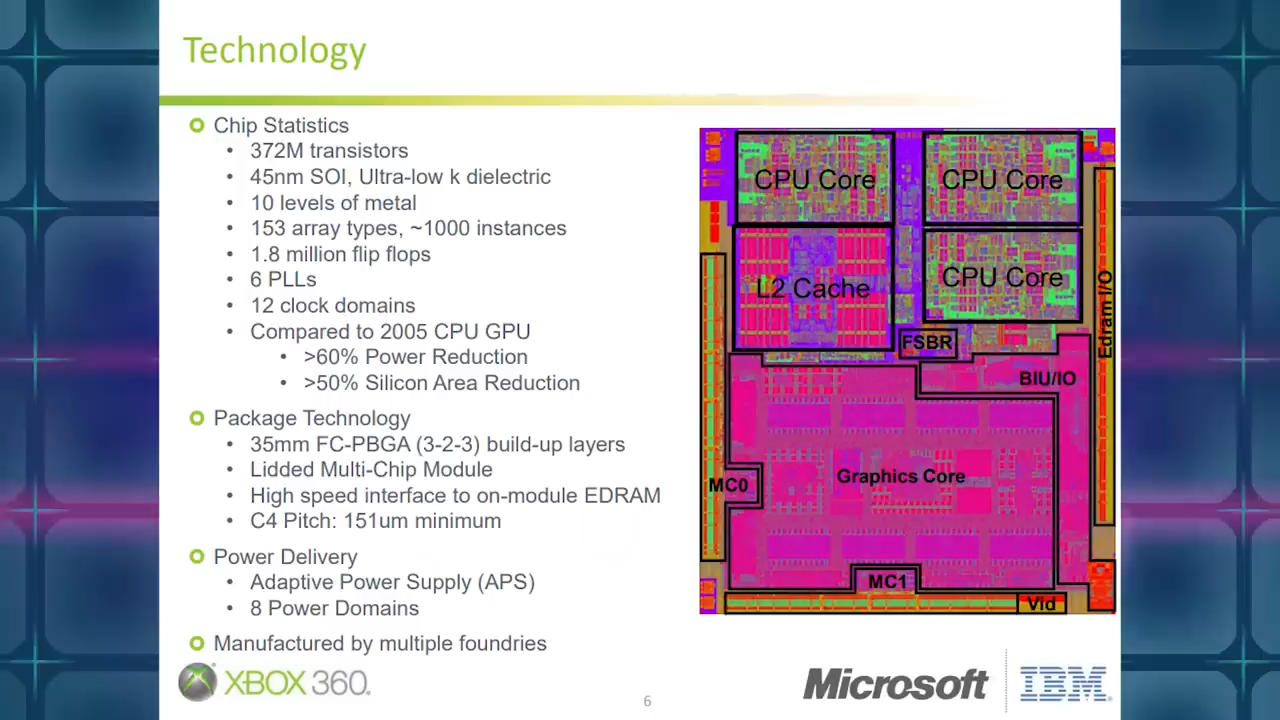 Technology
Chip Statistics
• 372M transistors
• 45nm SOI, Ultra-low k dielectric
• 10 levels of metal
• 153 array types, ~1000 instances
• 1.8 million flip flops
• 6 PLLs
• 12 clock domains
• Compared to 2005 CPU GPU
• >60% Power Reduction
• >50% Silicon Area Reduction
Package Technology
• 35mm FC-PBGA (3-2-3) build-up layers
• Lidded Multi-Chip Module
• High speed interface to on-module EDRAM
• C4 Pitch: 151um minimum
Power Delivery
• Adaptive Power Supply (APS)
• 8 Power Domains
Manufactured by multiple foundries
CPU Core
CPU Core
L2 Cache
CPU Core
Edram I/O
FSBR
BIU/IO
Graphics Core
MC0
MC1
Vid
XBOX 360.
6
Microsoft
IBM